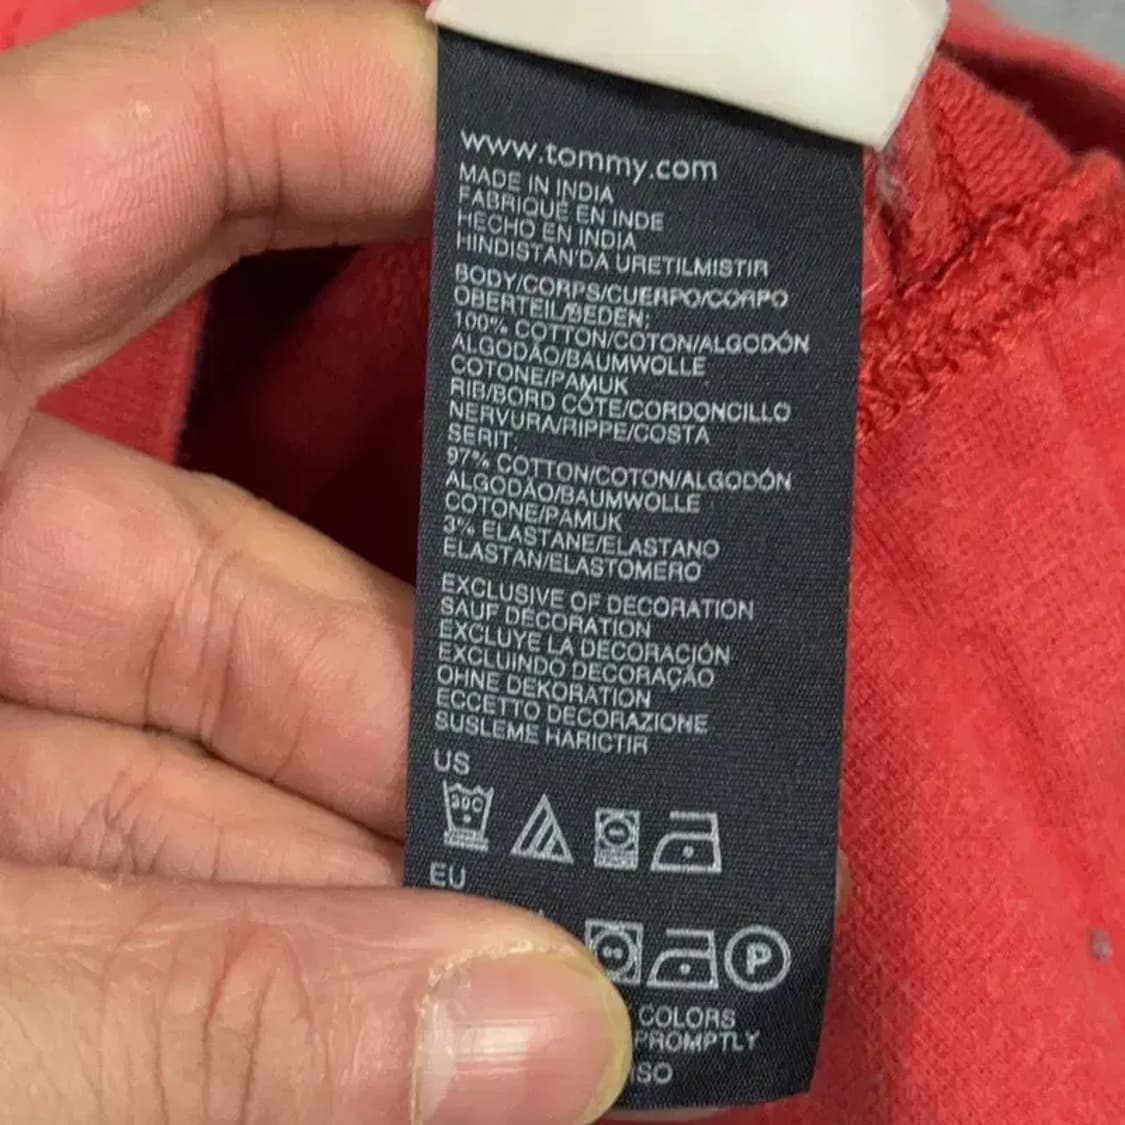 www.tommy.com
MADE IN INDIA
FABRIQUÉ EN INDE
HECHO EN INDIA
HINDISTAN'DA URETILMISTIR
BODY/CORPS/CUERPO/CORPO
OBERTEIL/BEDEN:
100% COTTON/COTON/ALGODÓN
ALGODÃO/BAUMWOLLE
COTONE/PAMUK
RIB/BORD CÔTE/CORDONCILLO
NERVURA/RIPPE/COSTA
SERIT:
97% COTTON/COTON/ALGODÓN
ALGODÃO/BAUMWOLLE
COTONE/PAMUK
3% ELASTANE/ELASTANO
ELASTAN/ELASTOMERO
EXCLUSIVE OF DECORATION
SAUF DÉCORATION
EXCLUYE LA DECORACIÓN
EXCLUINDO DECORAÇÃO
OHNE DEKORATION
ECCETTO DECORAZIONE
SUSLEME HARICTIR
US
30C
EU
P
COLORS
PROMPTLY